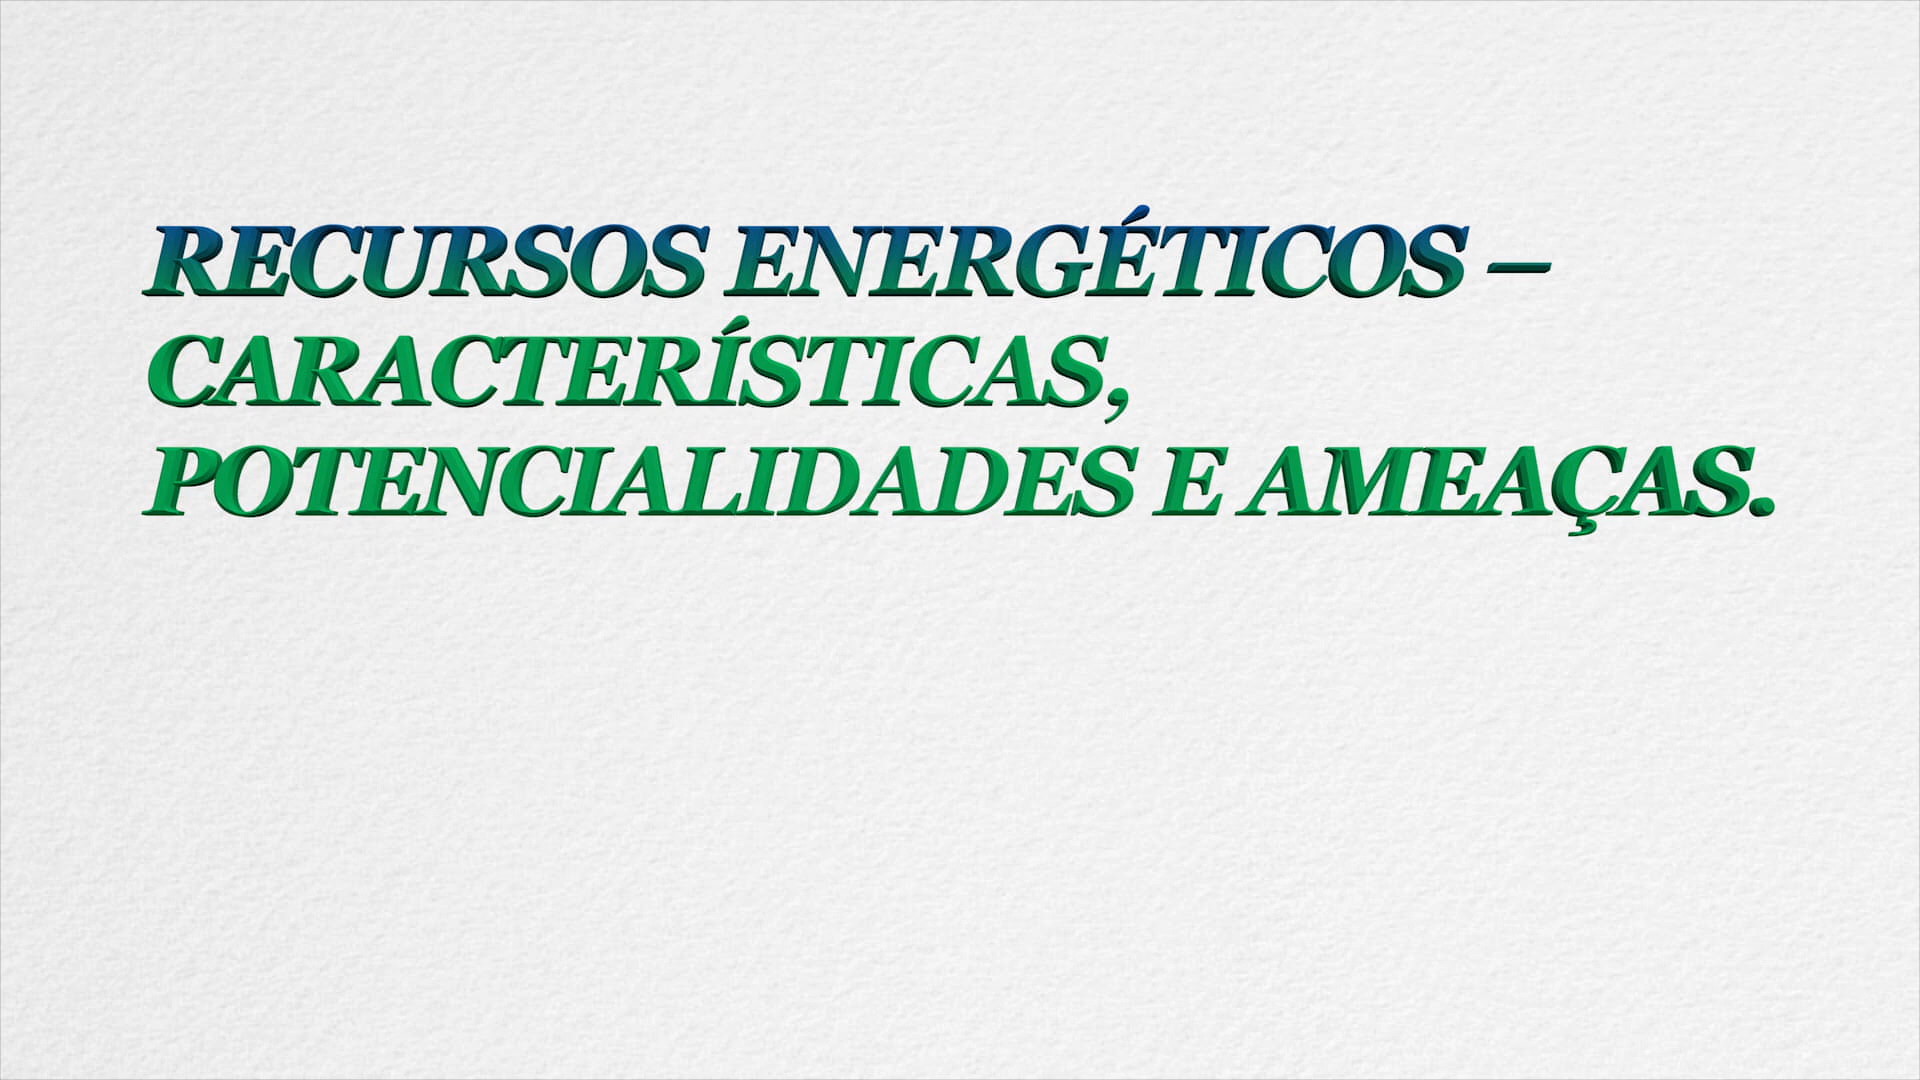 RECURSOS ENERGÉTICOS –
CARACTERÍSTICAS,
POTENCIALIDADES E AMEAÇAS.